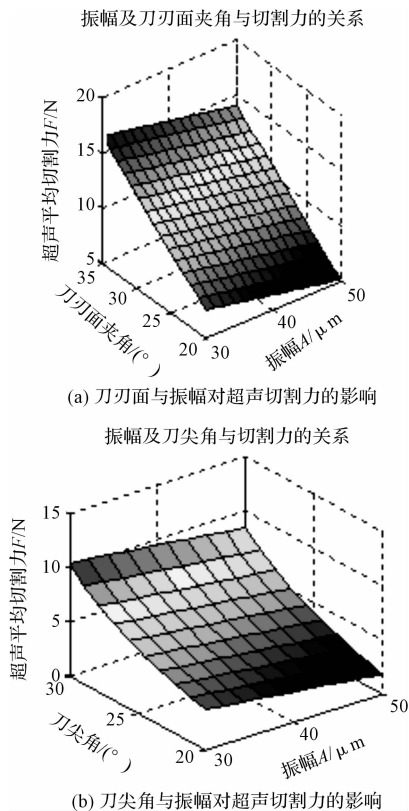 振幅及刀刃面夹角与切割力的关系
超声平均切割力F/N
20
15
10
5
35
30
25
20
刀刃面夹角/(°)
30
40
50
振幅A/μm
(a) 刀刃面与振幅对超声切割力的影响
振幅及刀尖角与切割力的关系
超声平均切割力F/N
15
10
5
0
30
25
20
刀尖角/(°)
30
40
50
振幅A/μm
(b) 刀尖角与振幅对超声切割力的影响